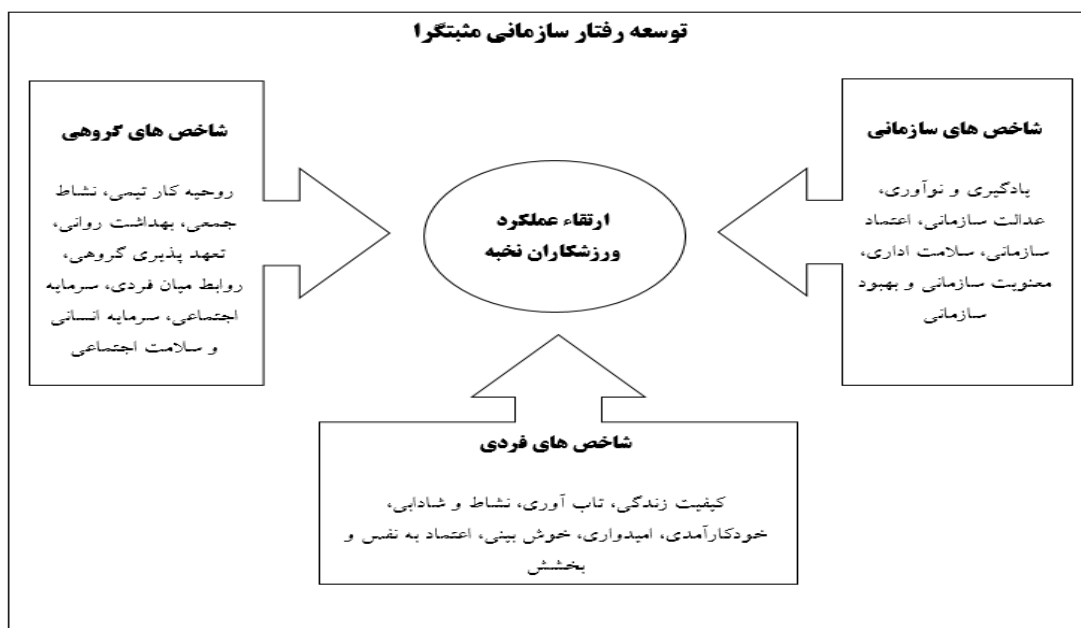 توسعه رفتار سازمانی مثبتگرا
شاخص های سازمانی
یادگیری و نوآوری،
عدالت سازمانی، اعتماد
سازمانی، سلامت اداری،
معنویت سازمانی و بهبود
سازمانی
ارتقاء عملکرد
ورزشکاران نخبه
شاخص های گروهی
روحیه کار تیمی، نشاط
جمعی، بهداشت روانی،
تعهد پذیری گروهی،
روابط میان فردی، سرمایه
اجتماعی، سرمایه انسانی
و سلامت اجتماعی
شاخص های فردی
کیفیت زندگی، تاب آوری، نشاط و شادابی،
خودکارآمدی، امیدواری، خوش بینی، اعتماد به نفس و
بخشش